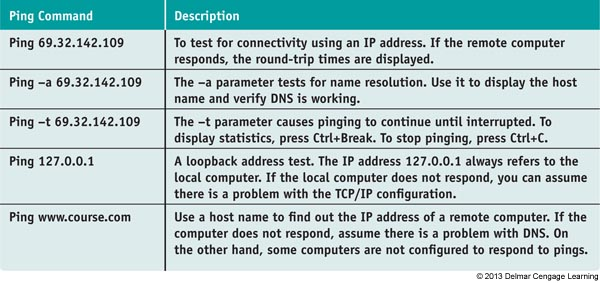 Ping Command Description
Ping 69.32.142.109 To test for connectivity using an IP address. If the remote computer
responds, the round-trip times are displayed.
Ping –a 69.32.142.109 The –a parameter tests for name resolution. Use it to display the host
name and verify DNS is working.
Ping –t 69.32.142.109 The –t parameter causes pinging to continue until interrupted. To
display statistics, press Ctrl+Break. To stop pinging, press Ctrl+C.
Ping 127.0.0.1 A loopback address test. The IP address 127.0.0.1 always refers to the
local computer. If the local computer does not respond, you can assume
there is a problem with the TCP/IP configuration.
Ping www.course.com Use a host name to find out the IP address of a remote computer. If the
computer does not respond, assume there is a problem with DNS. On
the other hand, some computers are not configured to respond to pings.
© 2013 Delmar Cengage Learning